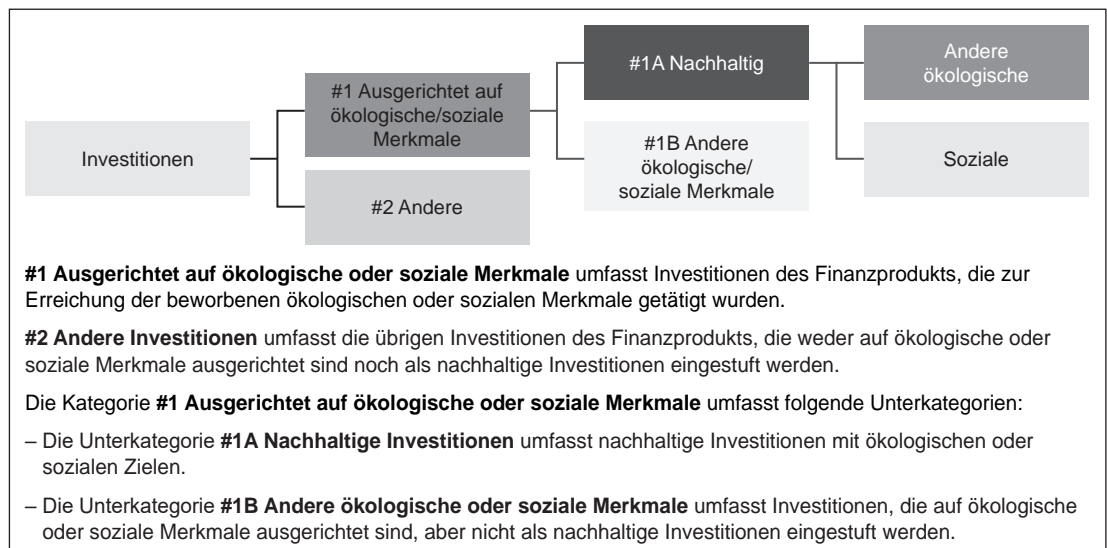 Investitionen
#1 Ausgerichtet auf
ökologische/soziale
Merkmale
#2 Andere
#1A Nachhaltig
#1B Andere
ökologische/
soziale Merkmale
Andere
ökologische
Soziale
#1 Ausgerichtet auf ökologische oder soziale Merkmale umfasst Investitionen des Finanzprodukts, die zur
Erreichung der beworbenen ökologischen oder sozialen Merkmale getätigt wurden.
#2 Andere Investitionen umfasst die übrigen Investitionen des Finanzprodukts, die weder auf ökologische oder
soziale Merkmale ausgerichtet sind noch als nachhaltige Investitionen eingestuft werden.
Die Kategorie #1 Ausgerichtet auf ökologische oder soziale Merkmale umfasst folgende Unterkategorien:
– Die Unterkategorie #1A Nachhaltige Investitionen umfasst nachhaltige Investitionen mit ökologischen oder
sozialen Zielen.
– Die Unterkategorie #1B Andere ökologische oder soziale Merkmale umfasst Investitionen, die auf ökologische
oder soziale Merkmale ausgerichtet sind, aber nicht als nachhaltige Investitionen eingestuft werden.